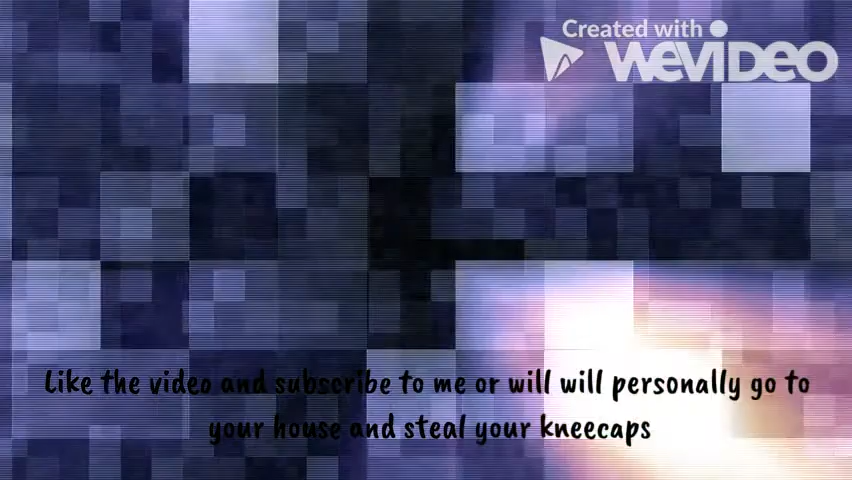 Created with
WEVIDEO
Like the video and subscribe to me or will will personally go to
your house and steal your kneecaps